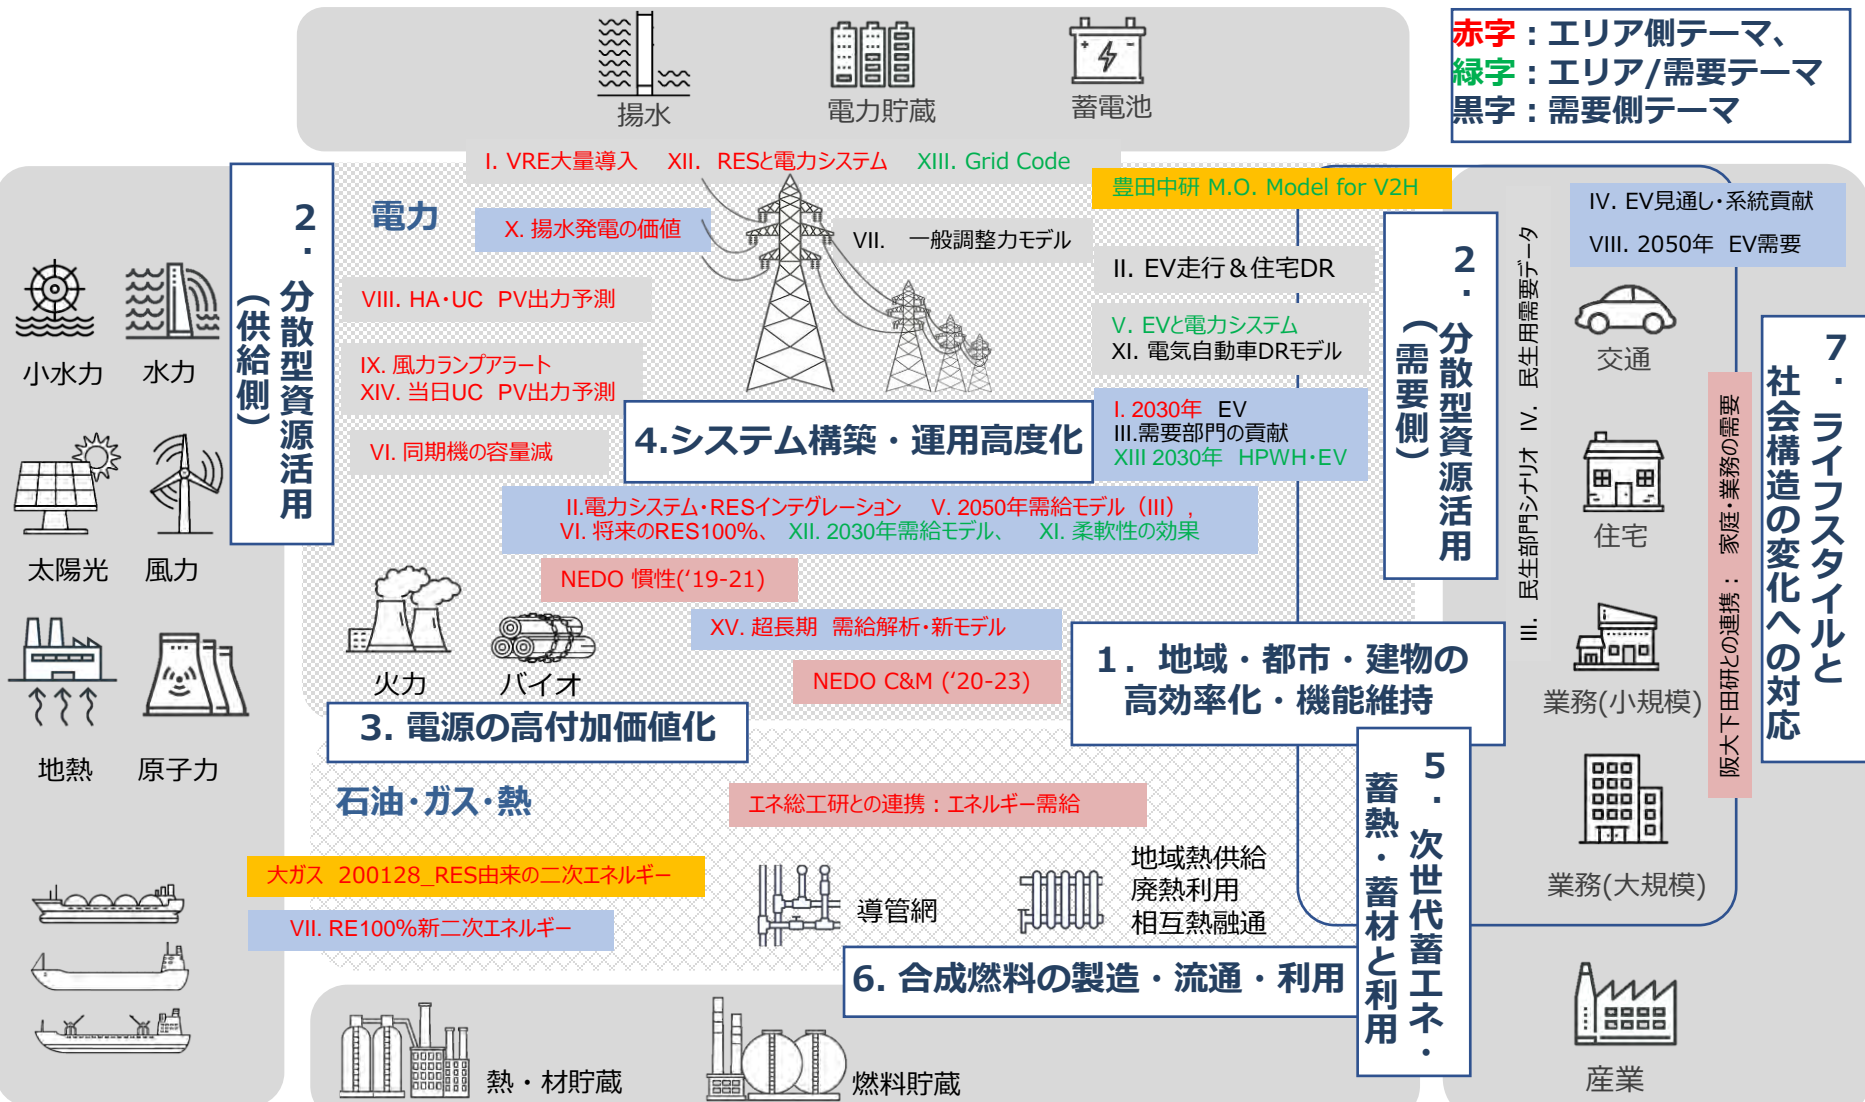 揚水
電力貯蔵
蓄電池
赤字：エリア側テーマ、
緑字：エリア/需要テーマ
黒字：需要側テーマ
I. VRE大量導入
XII. RESと電力システム
XIII. Grid Code
豊田中研 M.O. Model for V2H
電力
X. 揚水発電の価値
VII. 一般調整力モデル
VIII. HA・UC PV出力予測
IX. 風力ランプアラート
XIV. 当日UC PV出力予測
VI. 同期機の容量減
2．分散型資源活用
（供給側）
小水力
水力
太陽光
風力
地熱
原子力
II. EV走行＆住宅DR
V. EVと電力システム
XI. 電気自動車DRモデル
I. 2030年 EV
III.需要部門の貢献
XIII 2030年 HPWH・EV
4.システム構築・運用高度化
2．分散型資源活用
（需要側）
II.電力システム・RESインテグレーション V. 2050年需給モデル（III）,
VI. 将来のRES100%、 XII. 2030年需給モデル、 XI. 柔軟性の効果
NEDO 慣性(‘19-21)
XV. 超長期 需給解析・新モデル
NEDO C&M (‘20-23)
火力
バイオ
3. 電源の高付加価値化
1．地域・都市・建物の
高効率化・機能維持
III. 民生部門シナリオ IV. 民生用需要データ
IV. EV見通し・系統貢献
VIII. 2050年 EV需要
交通
住宅
業務(小規模)
業務(大規模)
産業
阪大下田研との連携： 家庭・業務の需要
7．ライフスタイルと
社会構造の変化への対応
石油・ガス・熱
エネ総工研との連携：エネルギー需給
大ガス 200128_RES由来の二次エネルギー
VII. RE100%新二次エネルギー
導管網
地域熱供給
廃熱利用
相互熱融通
5．次世代蓄エネ・
蓄熱・蓄材と利用
6. 合成燃料の製造・流通・利用
熱・材貯蔵
燃料貯蔵